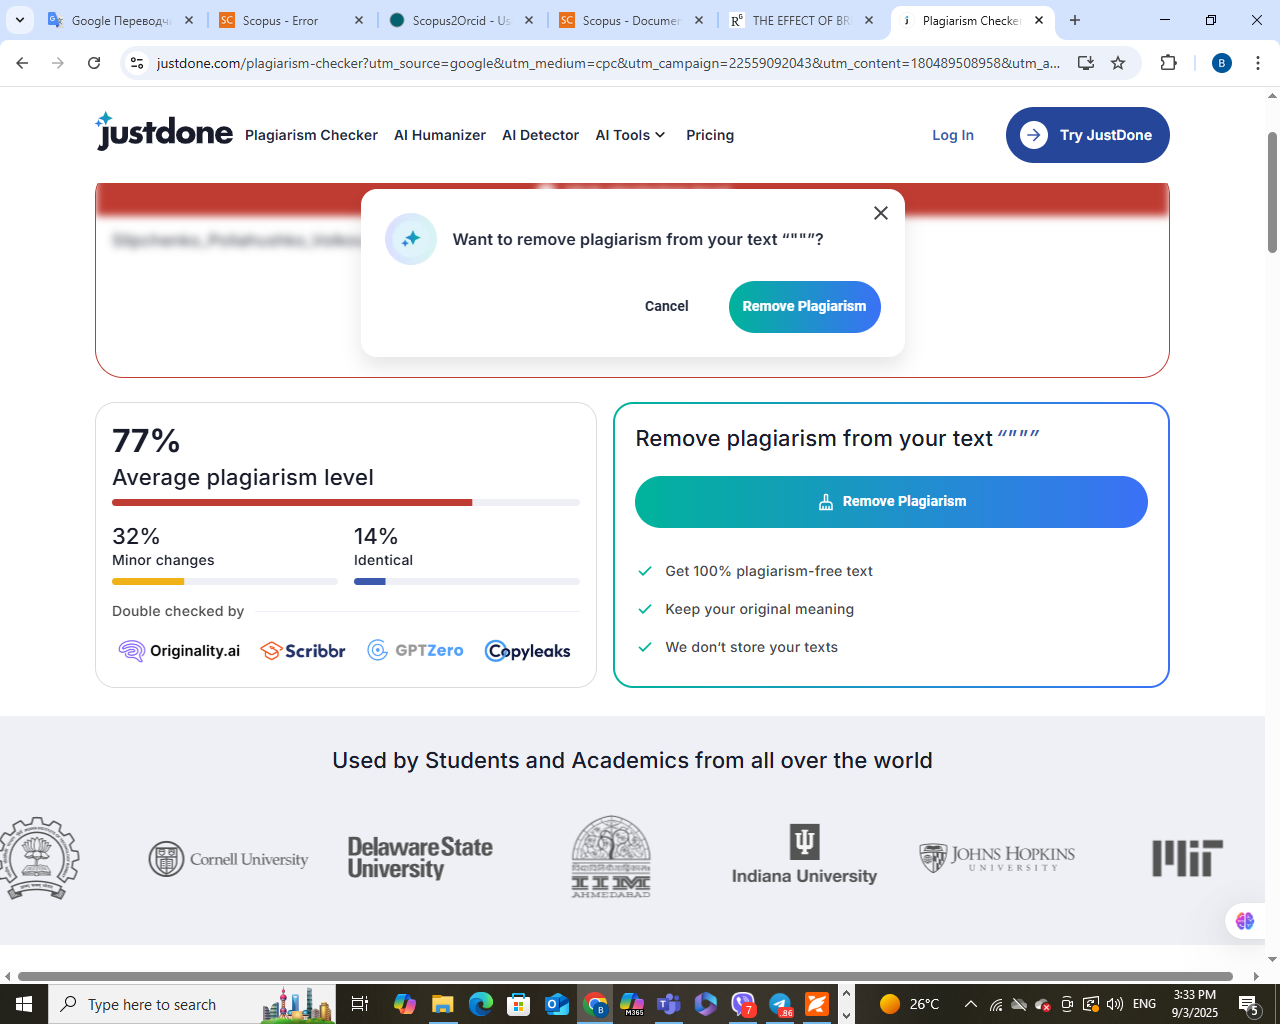 Google Переводч
Scopus - Error
Scopus2Orcid - Us
Scopus - Documen
THE EFFECT OF BR
Plagiarism Checke
justdone.com/plagiarism-checker?utm_source=google&utm_medium=cpc&utm_campaign=22559092043&utm_content=180489508958&utm_a...
B
justdone
Plagiarism Checker
AI Humanizer
AI Detector
AI Tools
Pricing
Log In
Try JustDone
Want to remove plagiarism from your text “"""”?
Cancel
Remove Plagiarism
77%
Average plagiarism level
32%
Minor changes
14%
Identical
Double checked by
Originality.ai
Scribbr
GPTZero
Copyleaks
Remove plagiarism from your text “"""”
Remove Plagiarism
Get 100% plagiarism-free text
Keep your original meaning
We don’t store your texts
Used by Students and Academics from all over the world
Cornell University
Delaware State
University
IIM
AHMEDABAD
Indiana University
JOHNS HOPKINS
UNIVERSITY
MIT
Type here to search
M365
7
.86
26°C
ENG
3:33 PM
9/3/2025
5